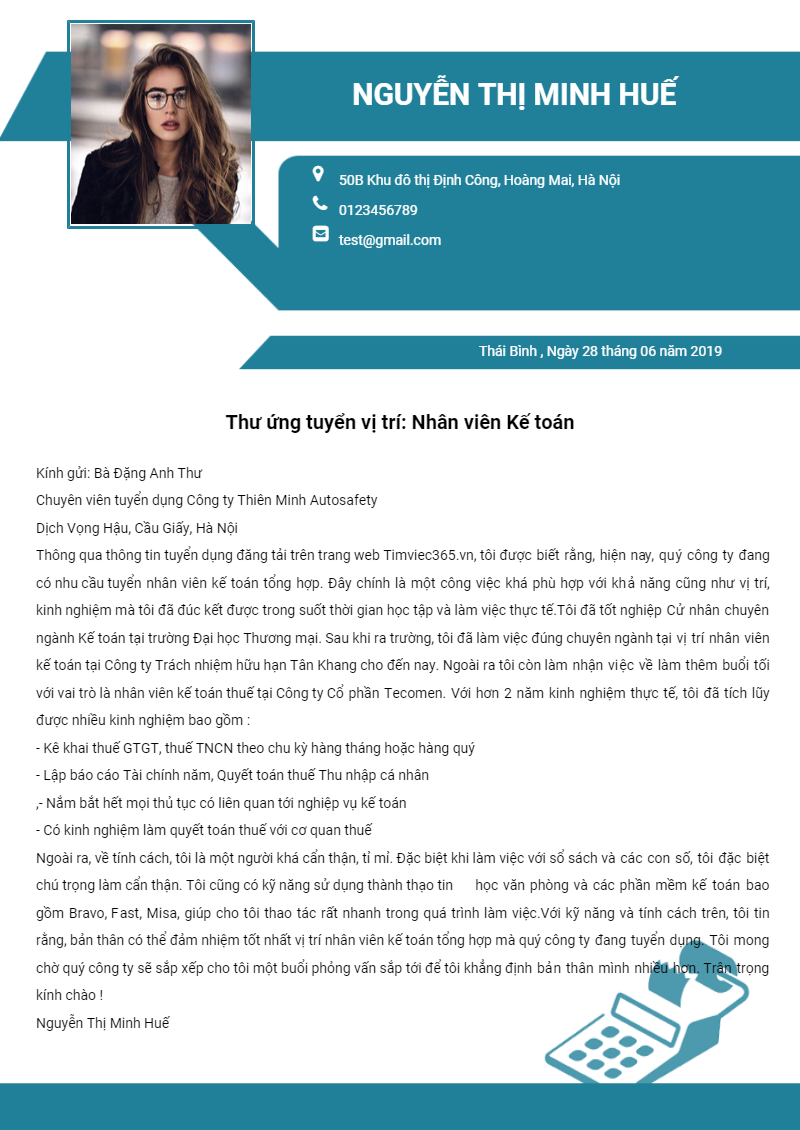 NGUYỄN THỊ MINH HUẾ
50B Khu đô thị Định Công, Hoàng Mai, Hà Nội
0123456789
test@gmail.com
Thái Bình , Ngày 28 tháng 06 năm 2019
Thư ứng tuyển vị trí: Nhân viên Kế toán
Kính gửi: Bà Đặng Anh Thư
Chuyên viên tuyển dụng Công ty Thiên Minh Autosafety
Dịch Vọng Hậu, Cầu Giấy, Hà Nội
Thông qua thông tin tuyển dụng đăng tải trên trang web Timviec365.vn, tôi được biết rằng, hiện nay, quý công ty đang
có nhu cầu tuyển nhân viên kế toán tổng hợp. Đây chính là một công việc khá phù hợp với khả năng cũng như vị trí,
kinh nghiệm mà tôi đã đúc kết được trong suốt thời gian học tập và làm việc thực tế.Tôi đã tốt nghiệp Cử nhân chuyên
ngành Kế toán tại trường Đại học Thương mại. Sau khi ra trường, tôi đã làm việc đúng chuyên ngành tại vị trí nhân viên
kế toán tại Công ty Trách nhiệm hữu hạn Tân Khang cho đến nay. Ngoài ra tôi còn làm nhận việc về làm thêm buổi tối
với vai trò là nhân viên kế toán thuế tại Công ty Cổ phần Tecomen. Với hơn 2 năm kinh nghiệm thực tế, tôi đã tích lũy
được nhiều kinh nghiệm bao gồm :
- Kê khai thuế GTGT, thuế TNCN theo chu kỳ hàng tháng hoặc hàng quý
- Lập báo cáo Tài chính năm, Quyết toán thuế Thu nhập cá nhân
,- Nắm bắt hết mọi thủ tục có liên quan tới nghiệp vụ kế toán
- Có kinh nghiệm làm quyết toán thuế với cơ quan thuế
Ngoài ra, về tính cách, tôi là một người khá cẩn thận, tỉ mỉ. Đặc biệt khi làm việc với sổ sách và các con số, tôi đặc biệt
chú trọng làm cẩn thận. Tôi cũng có kỹ năng sử dụng thành thạo tin học văn phòng và các phần mềm kế toán bao
gồm Bravo, Fast, Misa, giúp cho tôi thao tác rất nhanh trong quá trình làm việc.Với kỹ năng và tính cách trên, tôi tin
rằng, bản thân có thể đảm nhiệm tốt nhất vị trí nhân viên kế toán tổng hợp mà quý công ty đang tuyển dụng. Tôi mong
chờ quý công ty sẽ sắp xếp cho tôi một buổi phỏng vấn sắp tới để tôi khẳng định bản thân mình nhiều hơn. Trân trọng
kính chào !
Nguyễn Thị Minh Huế